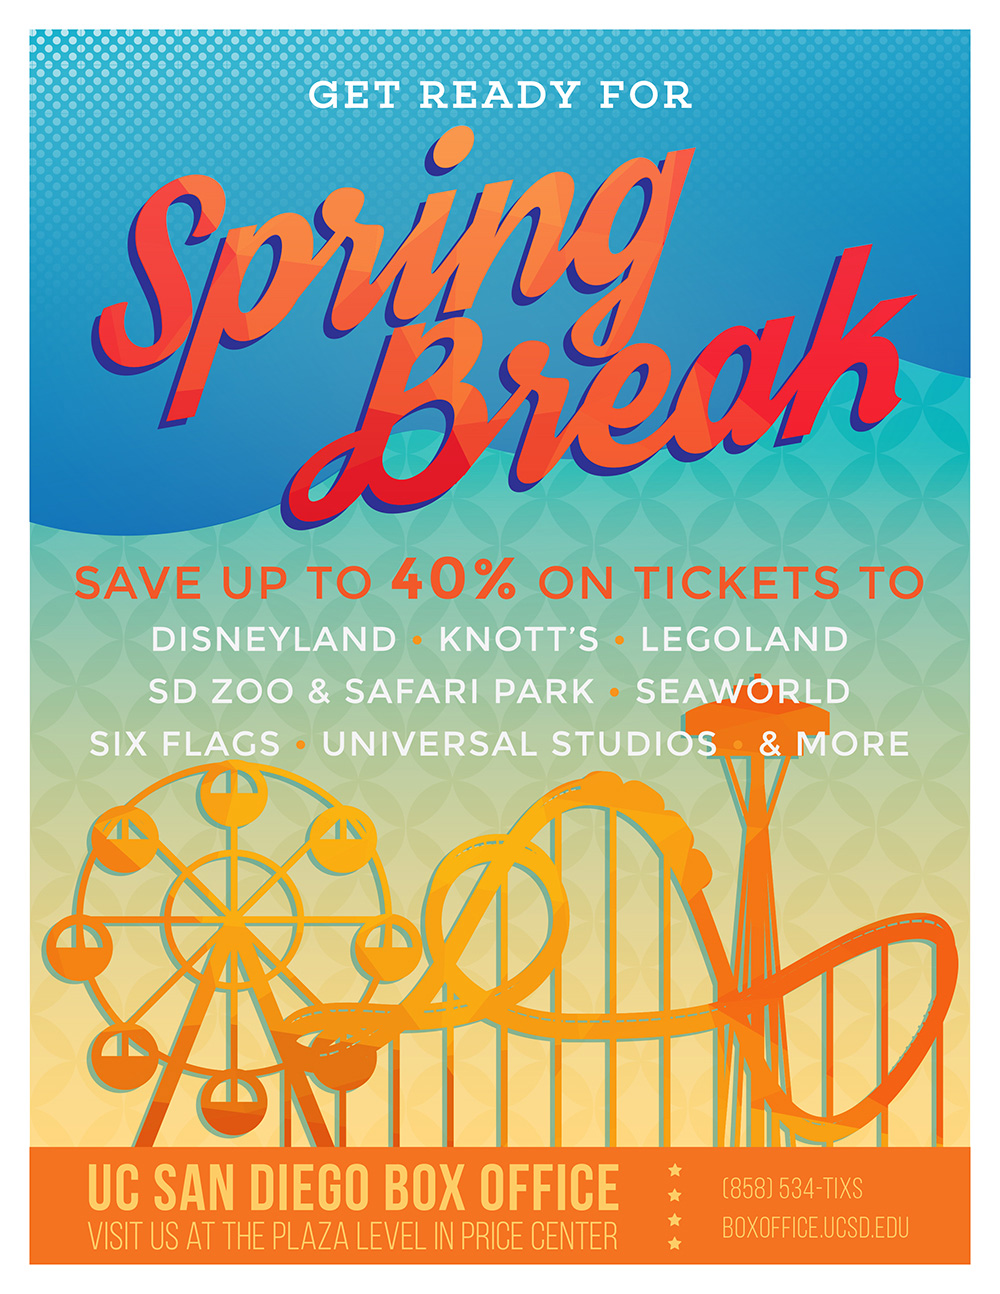 GET READY FOR
Spring
Break
SAVE UP TO 40% ON TICKETS TO
DISNEYLAND • KNOTT'S • LEGOLAND
SD ZOO & SAFARI PARK • SEAWORLD
SIX FLAGS • UNIVERSAL STUDIOS • & MORE
UC SAN DIEGO BOX OFFICE
VISIT US AT THE PLAZA LEVEL IN PRICE CENTER
(858) 534-TIXS
BOXOFFICE.UCSD.EDU